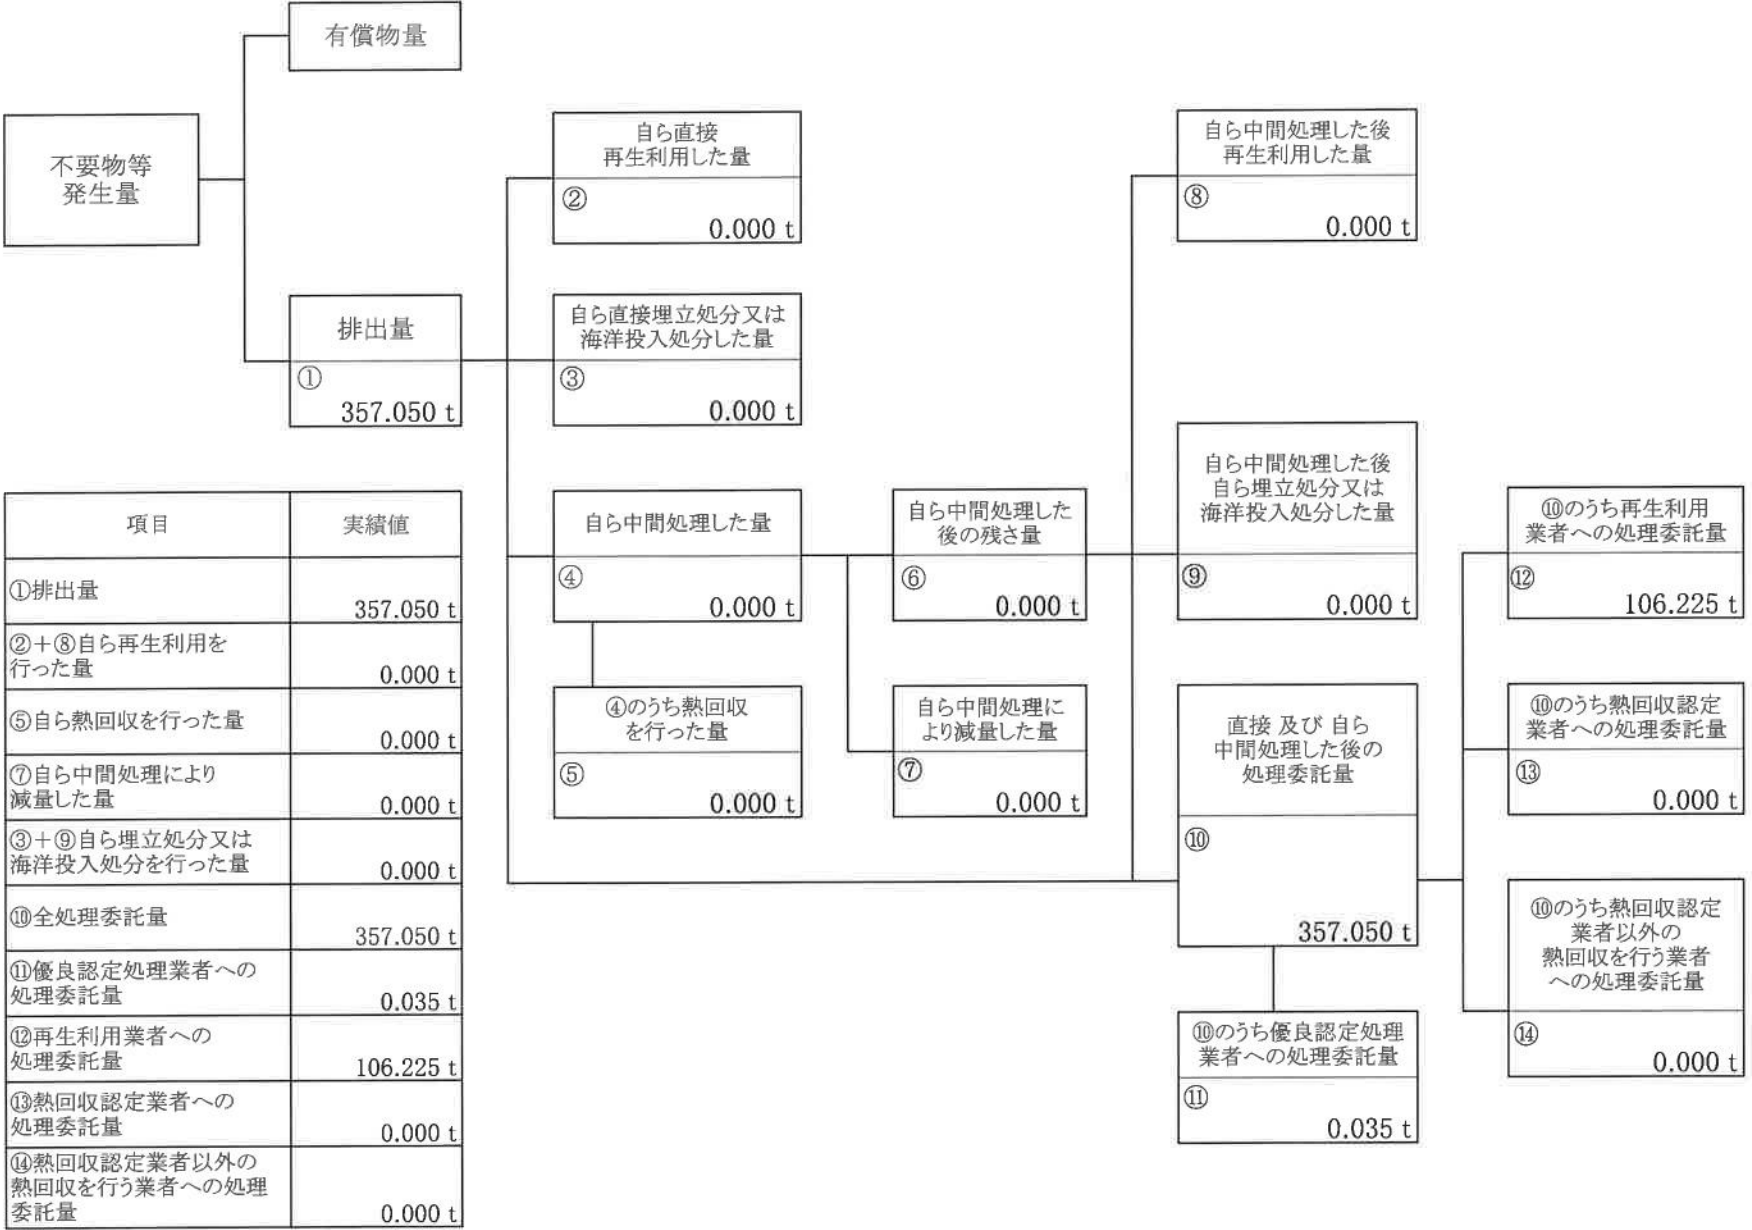 有償物量
不要物等
発生量
排出量
①
357.050 t
自ら直接
再生利用した量
②
0.000 t
自ら直接埋立処分又は
海洋投入処分した量
③
0.000 t
自ら中間処理した量
④
0.000 t
④のうち熱回収
を行った量
⑤
0.000 t
自ら中間処理した
後の残さ量
⑥
0.000 t
自ら中間処理に
より減量した量
⑦
0.000 t
自ら中間処理した後
再生利用した量
⑧
0.000 t
自ら中間処理した後
自ら埋立処分又は
海洋投入処分した量
⑨
0.000 t
直接 及び 自ら
中間処理した後の
処理委託量
⑩
357.050 t
⑩のうち優良認定処理
業者への処理委託量
⑪
0.035 t
⑩のうち再生利用
業者への処理委託量
⑫
106.225 t
⑩のうち熱回収認定
業者への処理委託量
⑬
0.000 t
⑩のうち熱回収認定
業者以外の
熱回収を行う業者
への処理委託量
⑭
0.000 t
項目 実績値
①排出量
357.050 t
②＋⑧自ら再生利用を
行った量
0.000 t
⑤自ら熱回収を行った量
0.000 t
⑦自ら中間処理により
減量した量
0.000 t
③＋⑨自ら埋立処分又は
海洋投入処分を行った量
0.000 t
⑩全処理委託量
357.050 t
⑪優良認定処理業者への
処理委託量
0.035 t
⑫再生利用業者への
処理委託量
106.225 t
⑬熱回収認定業者への
処理委託量
0.000 t
⑭熱回収認定業者以外の
熱回収を行う業者への処理
委託量
0.000 t